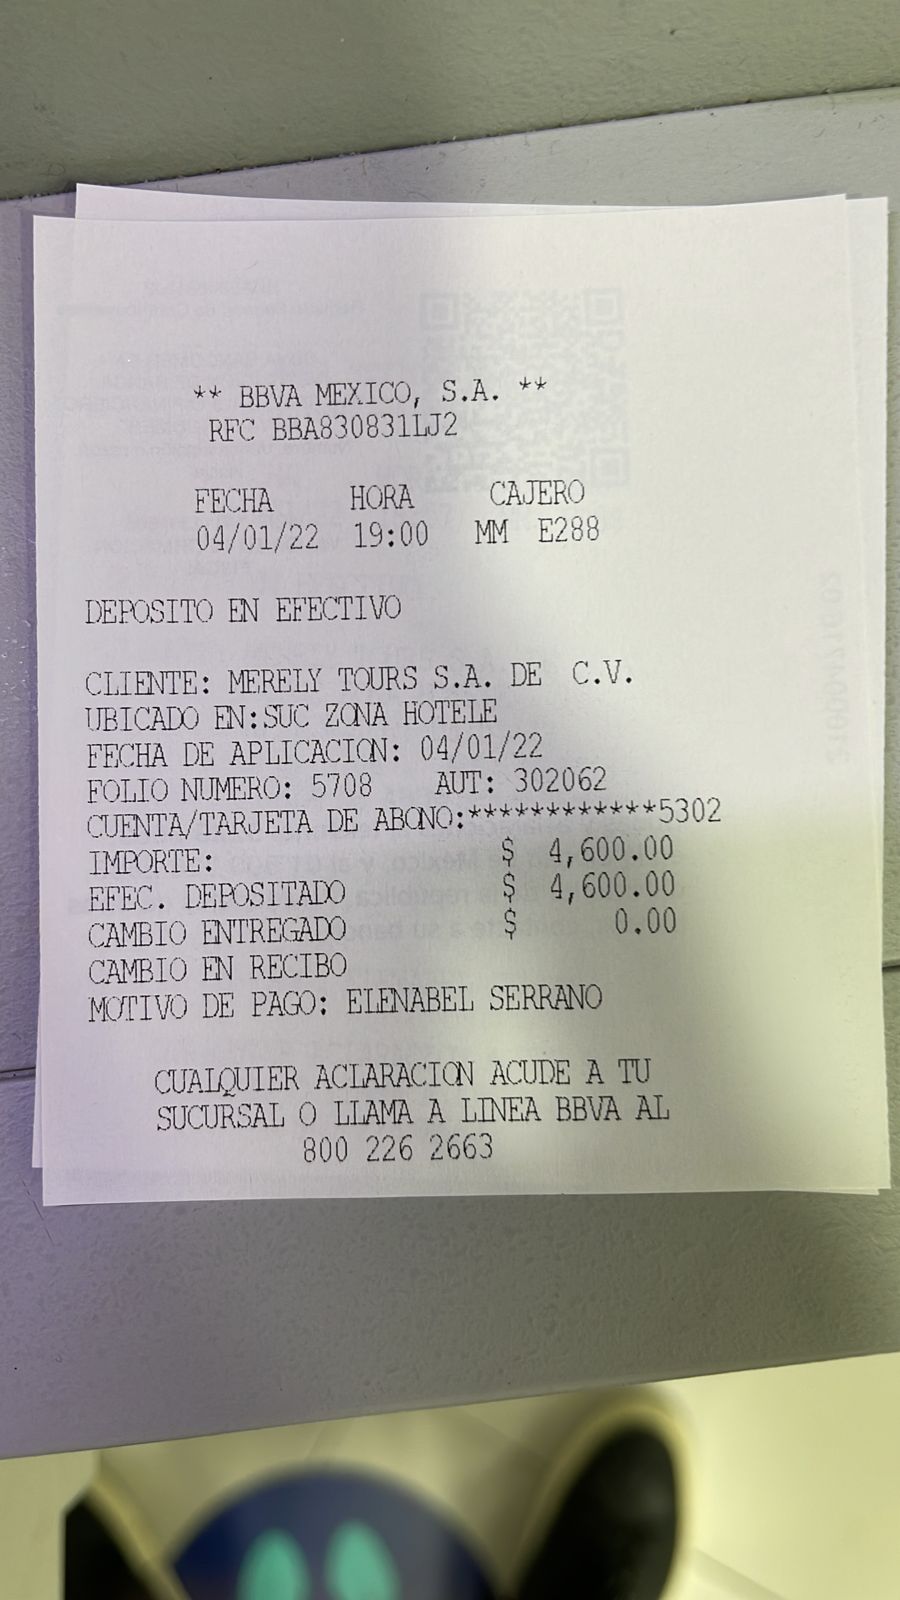 ** BBVA MEXICO, S.A. **
RFC BBA830831LJ2
FECHA HORA CAJERO
04/01/22 19:00 MM E288
DEPOSITO EN EFECTIVO
CLIENTE: MERELY TOURS S.A. DE C.V.
UBICADO EN:SUC ZONA HOTELE
FECHA DE APLICACION: 04/01/22
FOLIO NUMERO: 5708 AUT: 302062
CUENTA/TARJETA DE ABONO:************5302
IMPORTE: $ 4,600.00
EFEC. DEPOSITADO $ 4,600.00
CAMBIO ENTREGADO $ 0.00
CAMBIO EN RECIBO
MOTIVO DE PAGO: ELENABEL SERRANO
CUALQUIER ACLARACION ACUDE A TU
SUCURSAL O LLAMA A LINEA BBVA AL
800 226 2663